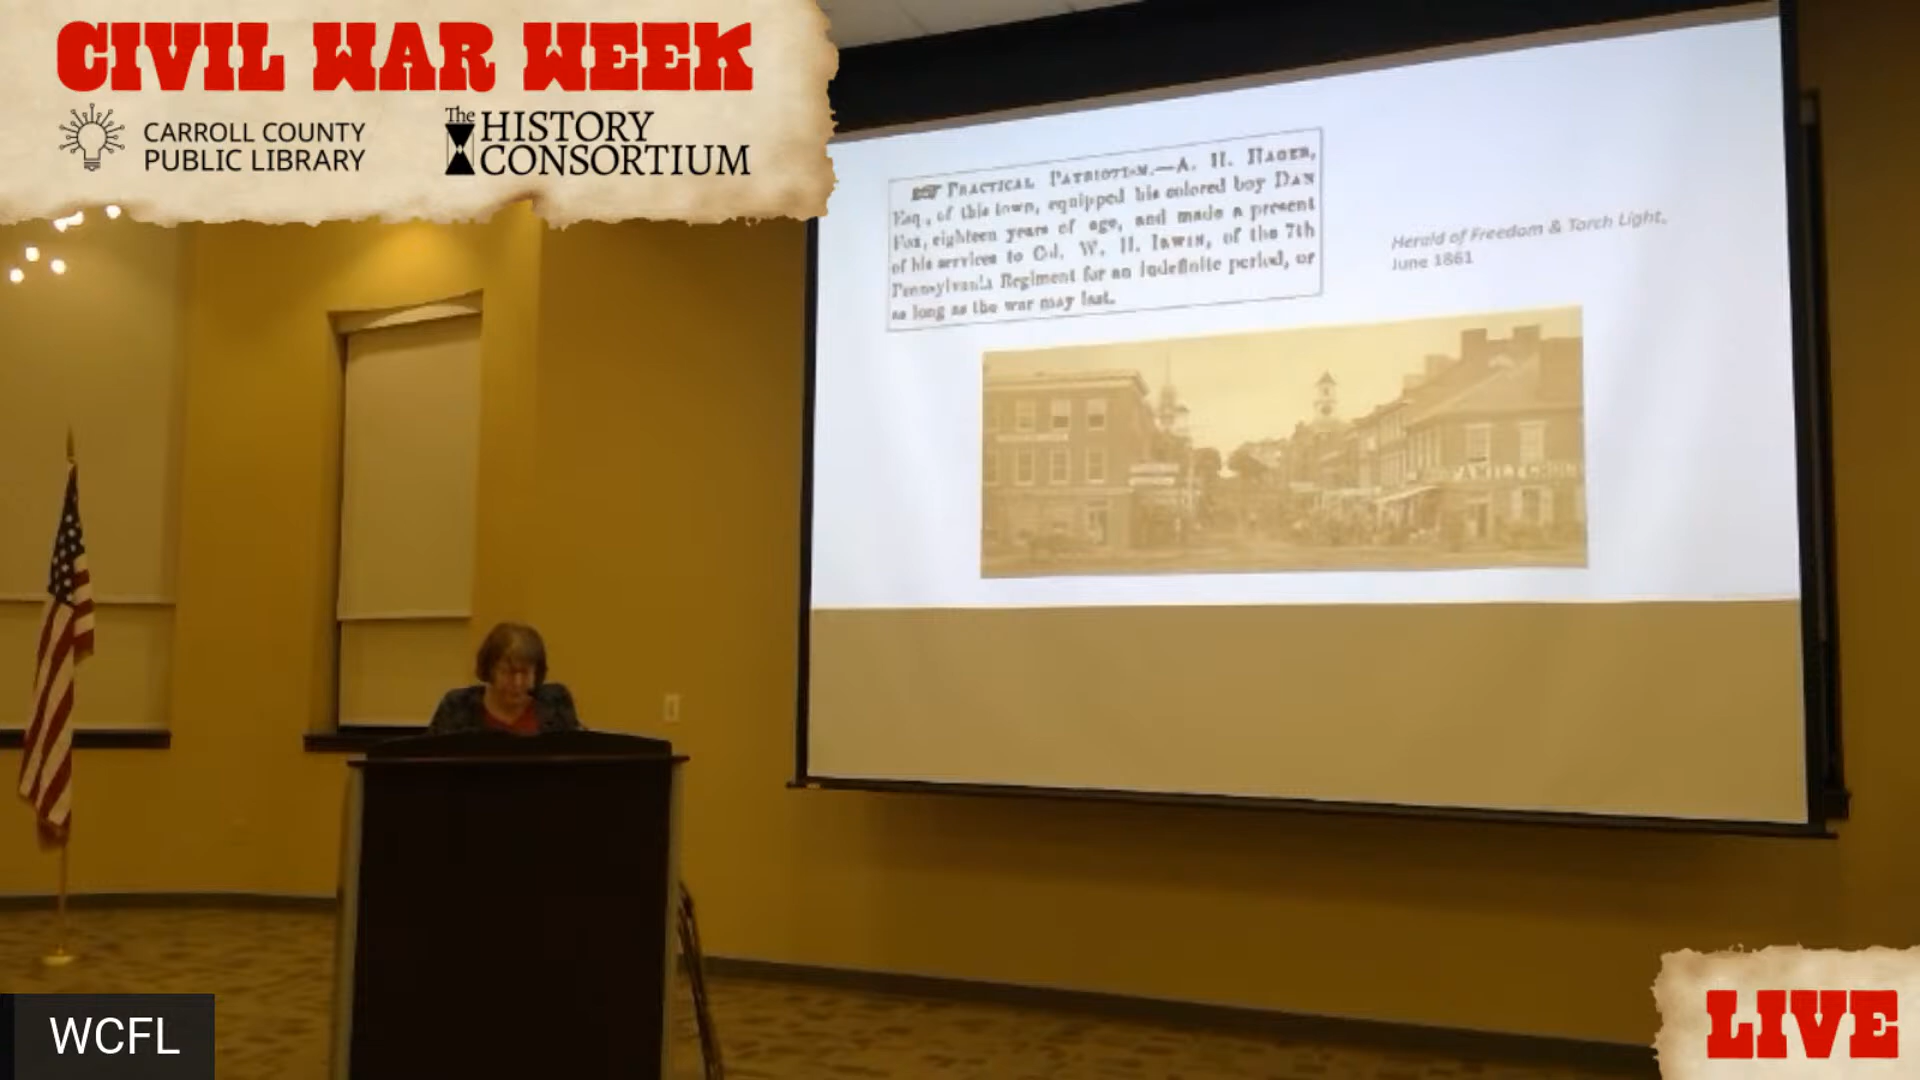 CIVIL WAR WEEK
CARROLL COUNTY
PUBLIC LIBRARY
The
HISTORY
CONSORTIUM
PRACTICAL PATRIOTISM.—A. H. HAGER,
Esq., of this town, equipped his colored boy DAN
FOX, eighteen years of age, and made a present
of his services to Col. W. H. IRWIN, of the 7th
Pennsylvania Regiment for an indefinite period, or
as long as the war may last.
Herald of Freedom & Torch Light,
June 1861
WCFL
LIVE